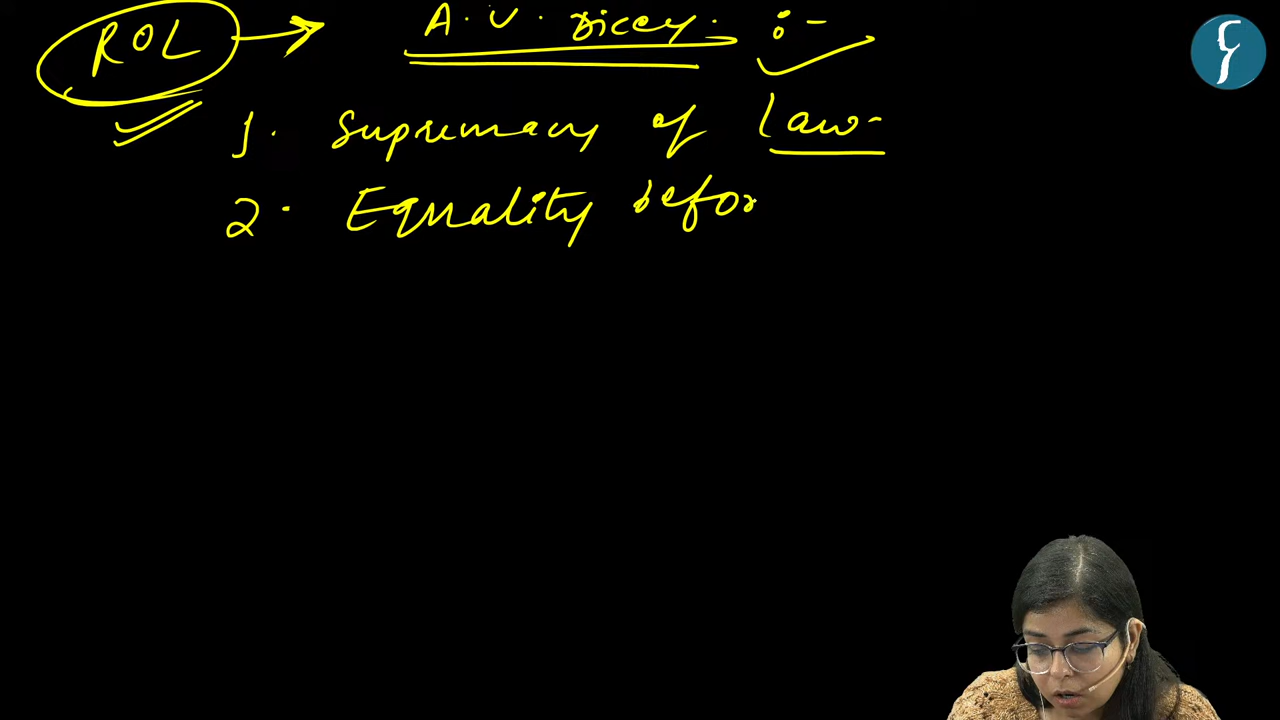 ROL → A.V. Dicey :-
1. Supremacy of law-
2. Equality befor